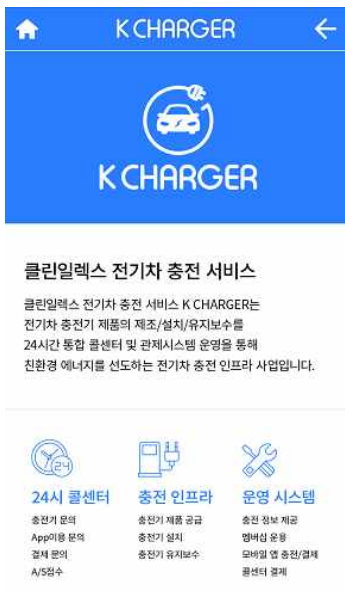 K CHARGER
K CHARGER
클린일렉스 전기차 충전 서비스
클린일렉스 전기차 충전 서비스 K CHARGER는
전기차 충전기 제품의 제조/설치/유지보수를
24시간 통합 콜센터 및 관제시스템 운영을 통해
친환경 에너지를 선도하는 전기차 충전 인프라 사업입니다.
24
24시 콜센터
충전 인프라
운영 시스템
충전기 문의
충전기 제품 공급
충전 정보 제공
App이용 문의
충전기 설치
멤버십 운용
결제 문의
충전기 유지보수
모바일 앱 충전/결제
A/S접수
콜센터 결제